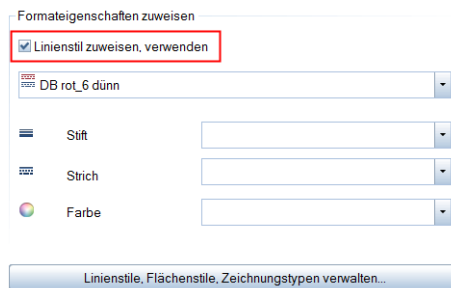 Formateigenschaften zuweisen
Linienstil zuweisen, verwenden
DB rot_6 dünn
Stift
Strich
Farbe
Linienstile, Flächenstile, Zeichnungstypen verwalten...